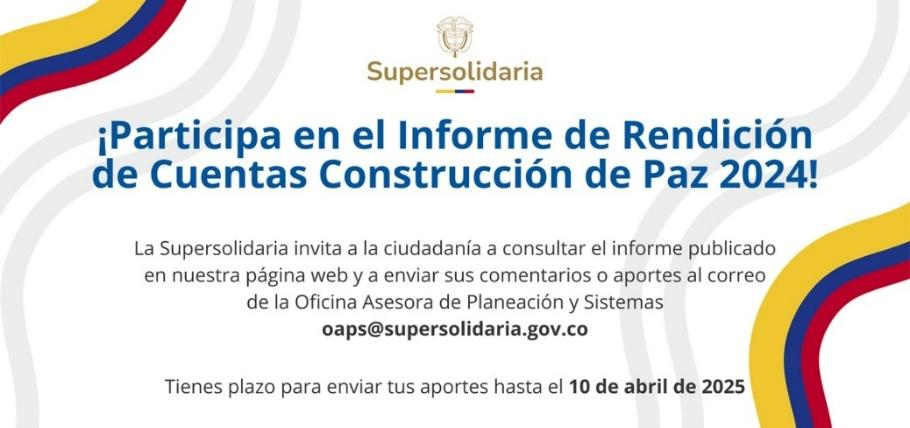 Supersolidaria
¡Participa en el Informe de Rendición
de Cuentas Construcción de Paz 2024!
La Supersolidaria invita a la ciudadanía a consultar el informe publicado
en nuestra página web y a enviar sus comentarios o aportes al correo
de la Oficina Asesora de Planeación y Sistemas
oaps@supersolidaria.gov.co
Tienes plazo para enviar tus aportes hasta el 10 de abril de 2025